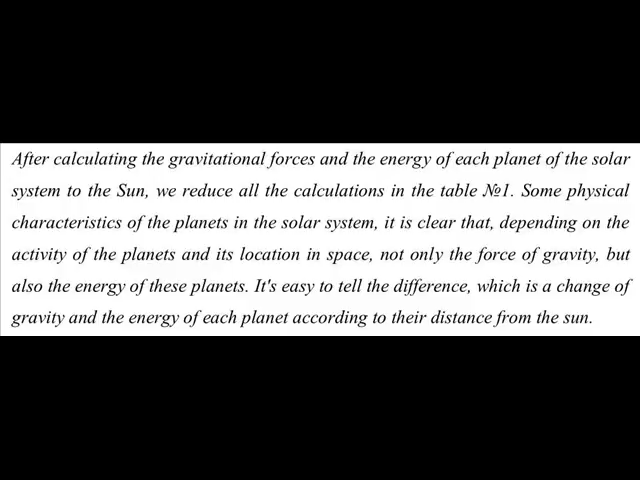 After calculating the gravitational forces and the energy of each planet of the solar
system to the Sun, we reduce all the calculations in the table №1. Some physical
characteristics of the planets in the solar system, it is clear that, depending on the
activity of the planets and its location in space, not only the force of gravity, but
also the energy of these planets. It's easy to tell the difference, which is a change of
gravity and the energy of each planet according to their distance from the sun.